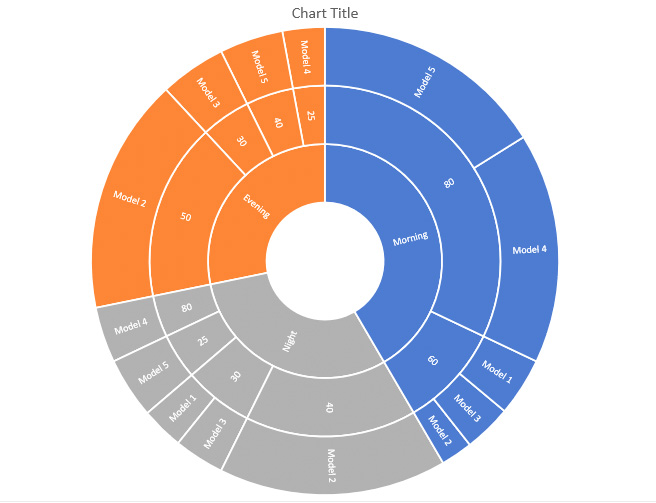 Chart Title
Morning
80
Model 5
Model 4
60
Model 1
Model 3
Model 2
Night
40
Model 2
30
Model 3
Model 1
25
Model 5
80
Model 4
Evening
50
Model 2
30
Model 3
40
Model 5
25
Model 4